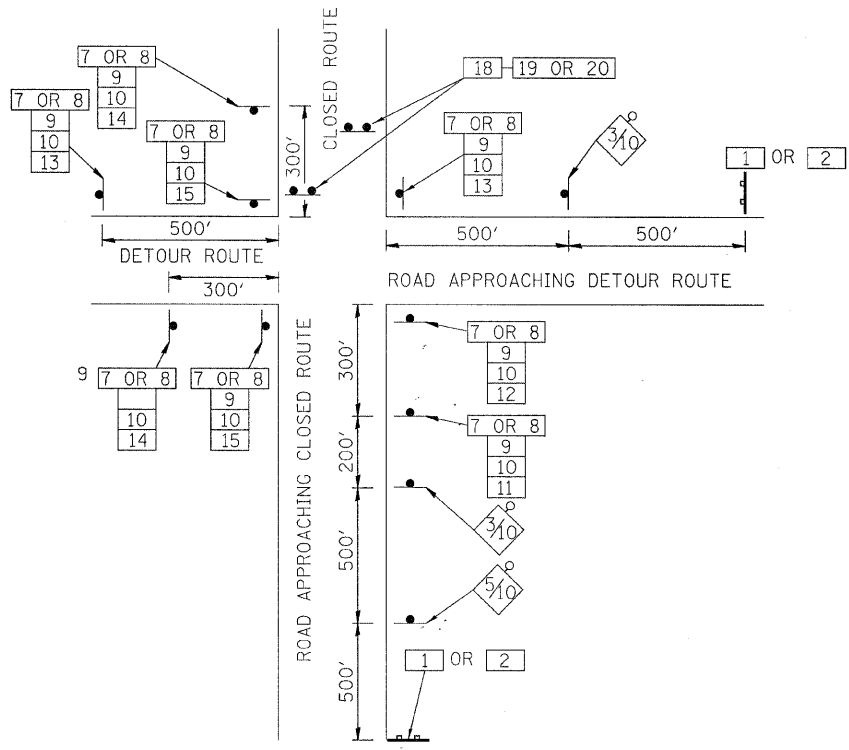 7 OR 8
9
10
14
7 OR 8
9
10
13
7 OR 8
9
10
15
CLOSED ROUTE
300'
18 19 OR 20
7 OR 8
9
10
13
3/10
1 OR 2
500'
DETOUR ROUTE
300'
500'
500'
ROAD APPROACHING DETOUR ROUTE
9 7 OR 8
10
14
7 OR 8
9
10
15
ROAD APPROACHING CLOSED ROUTE
300'
200'
500'
500'
7 OR 8
9
10
12
7 OR 8
9
10
11
3/10
5/10
1 OR 2